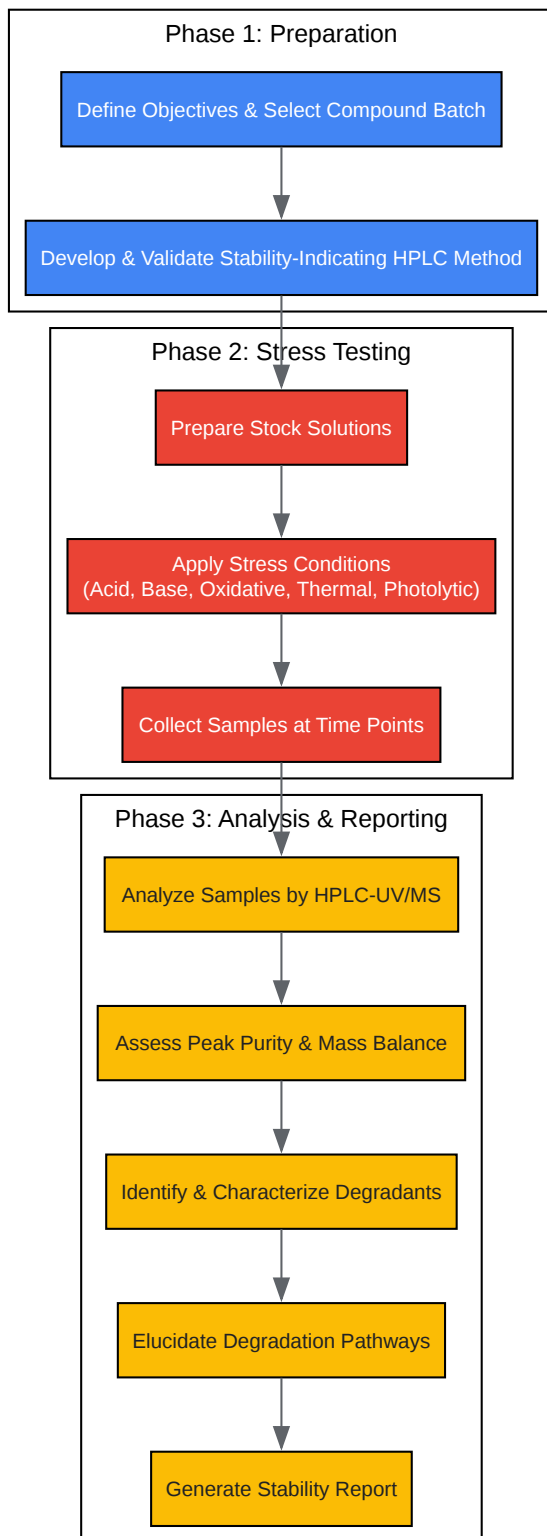 Phase 1: Preparation
Define Objectives & Select Compound Batch
Develop & Validate Stability-Indicating HPLC Method
Phase 2: Stress Testing
Prepare Stock Solutions
Apply Stress Conditions
(Acid, Base, Oxidative, Thermal, Photolytic)
Collect Samples at Time Points
Phase 3: Analysis & Reporting
Analyze Samples by HPLC-UV/MS
Assess Peak Purity & Mass Balance
Identify & Characterize Degradants
Elucidate Degradation Pathways
Generate Stability Report